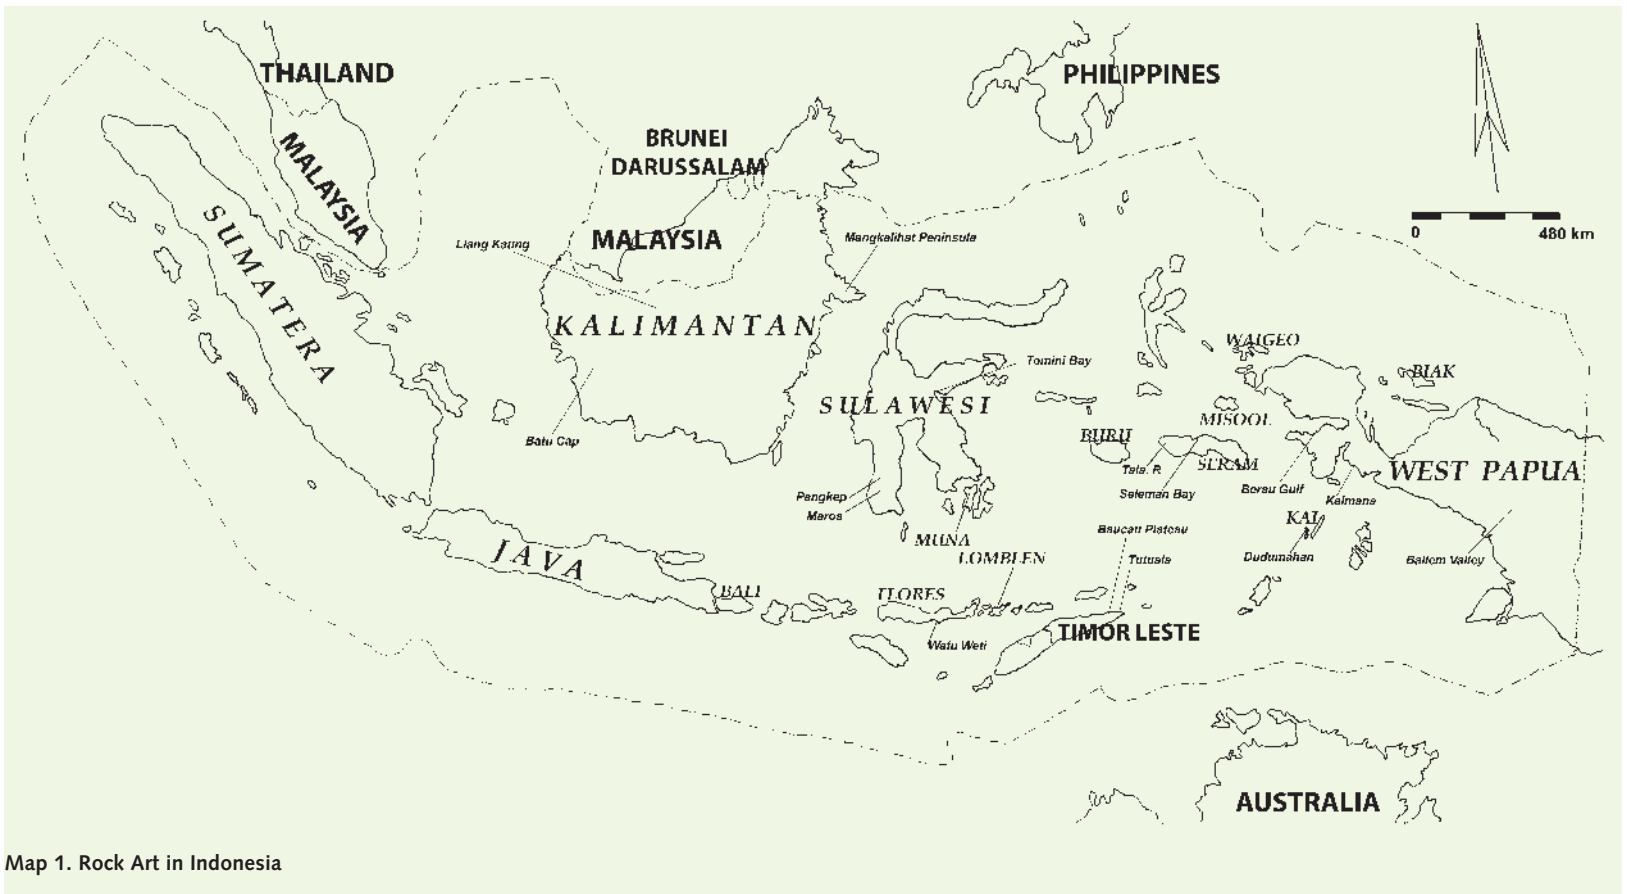 THAILAND
PHILIPPINES
BRUNEI
DARUSSALAM
MALAYSIA
SUMATERA
Liang Kaung
MALAYSIA
Mangkalihat Peninsula
0 480 km
KALIMANTAN
WAIGEO
Tomini Bay
BIAK
SULAWESI
MISOOL
Batu Cap
BURU
Tala R.
SERAM
WEST PAPUA
Seleman Bay
Berau Gulf
Kaimana
Pangkep
Maros
KAI
Baucau Plateau
MUNA
LOMBLEN
Tutuala
Dudumahan
Baliem Valley
JAVA
BALI
FLORES
TIMOR LESTE
Watu Weti
AUSTRALIA
Map 1. Rock Art in Indonesia